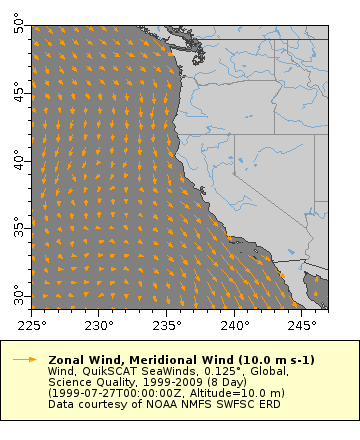 50°
45°
40°
35°
30°
225° 230° 235° 240° 245°
Zonal Wind, Meridional Wind (10.0 m s-1)
Wind, QuikSCAT SeaWinds, 0.125°, Global,
Science Quality, 1999-2009 (8 Day)
(1999-07-27T00:00:00Z, Altitude=10.0 m)
Data courtesy of NOAA NMFS SWFSC ERD